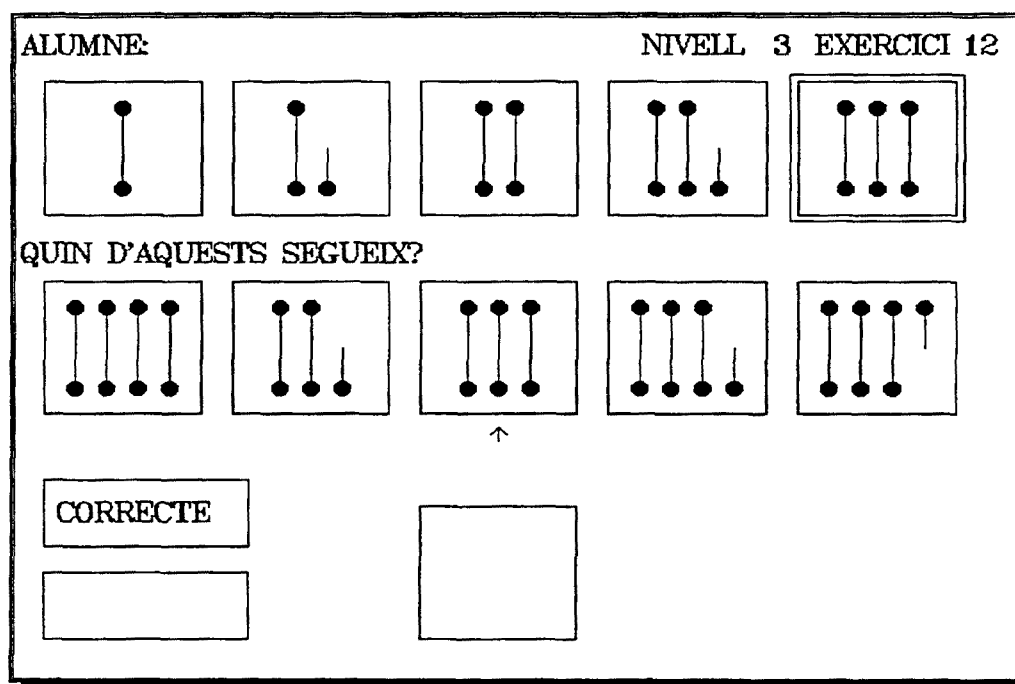 ALUMNE: NIVELL 3 EXERCICI 12
QUIN D'AQUESTS SEGUEIX?
CORRECTE